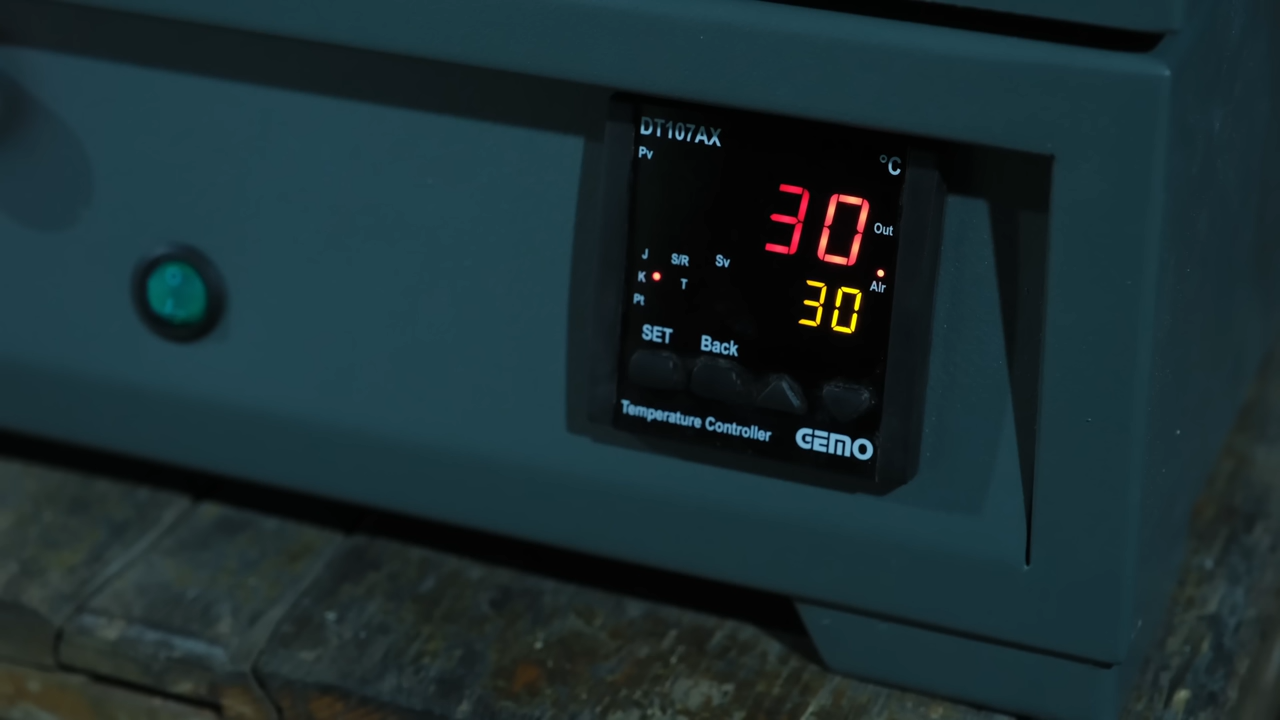 DT107AX
Pv
°C
30
Out
J S/R Sv
K T Alr
Pt 30
SET Back
Temperature Controller GEMO